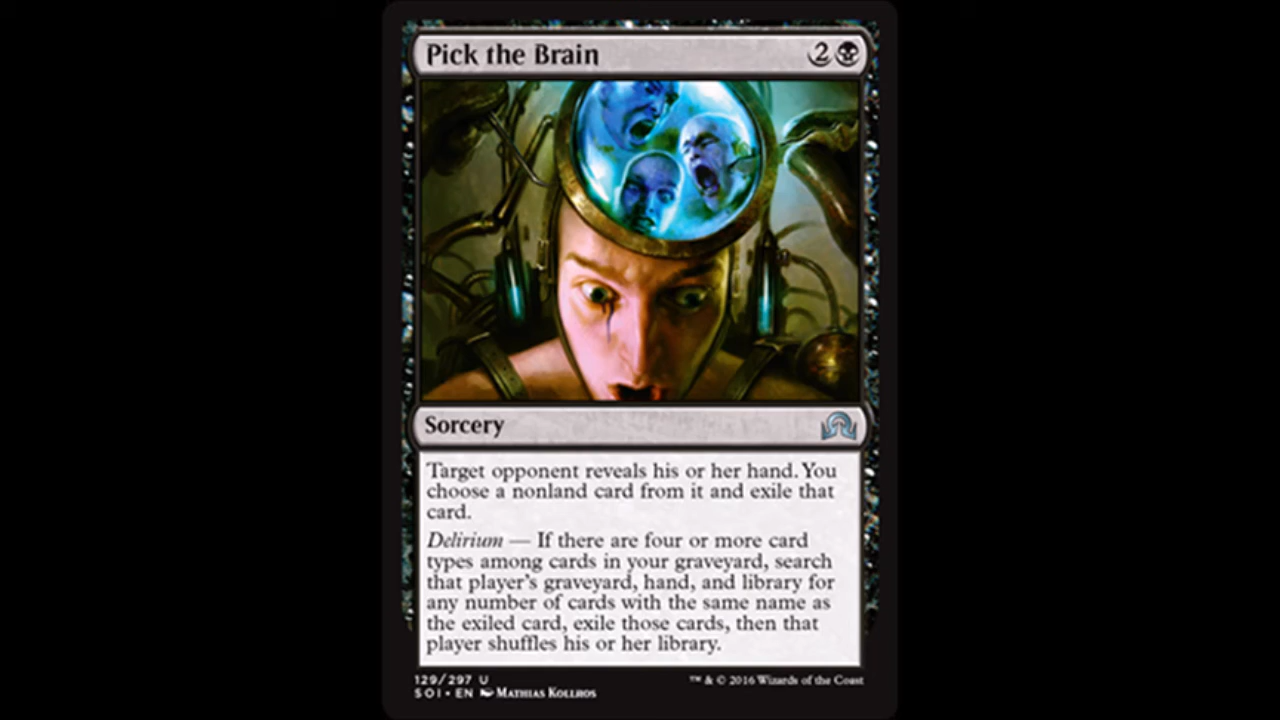 Pick the Brain 2
Sorcery
Target opponent reveals his or her hand. You
choose a nonland card from it and exile that
card.
Delirium — If there are four or more card
types among cards in your graveyard, search
that player's graveyard, hand, and library for
any number of cards with the same name as
the exiled card, exile those cards, then that
player shuffles his or her library.
129/297 U
™ & © 2016 Wizards of the Coast
SOI • EN Mathias Kollros